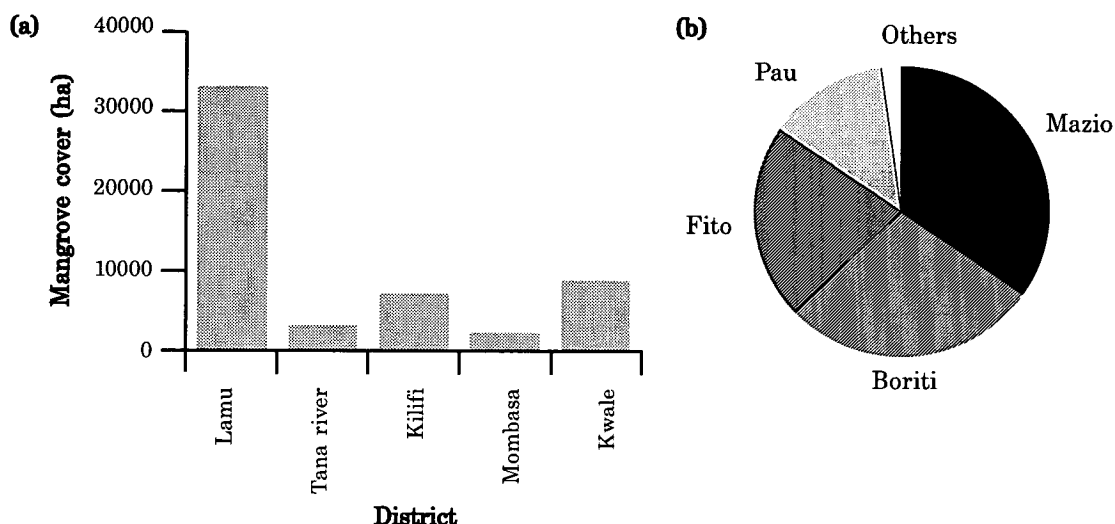 (a)
Mangrove cover (ha)
40000
30000
20000
10000
0
Lamu
Tana river
Kilifi
Mombasa
Kwale
District
(b)
Others
Pau
Mazio
Fito
Boriti